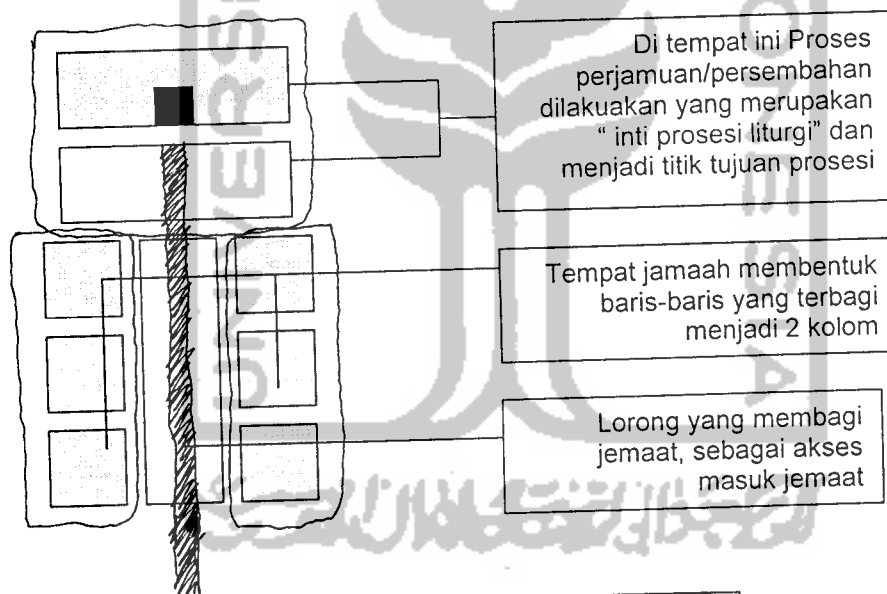 Di tempat ini Proses
perjamuan/persembahan
dilakuakan yang merupakan
“ inti prosesi liturgi” dan
menjadi titik tujuan prosesi
Tempat jamaah membentuk
baris-baris yang terbagi
menjadi 2 kolom
Lorong yang membagi
jemaat, sebagai akses
masuk jemaat